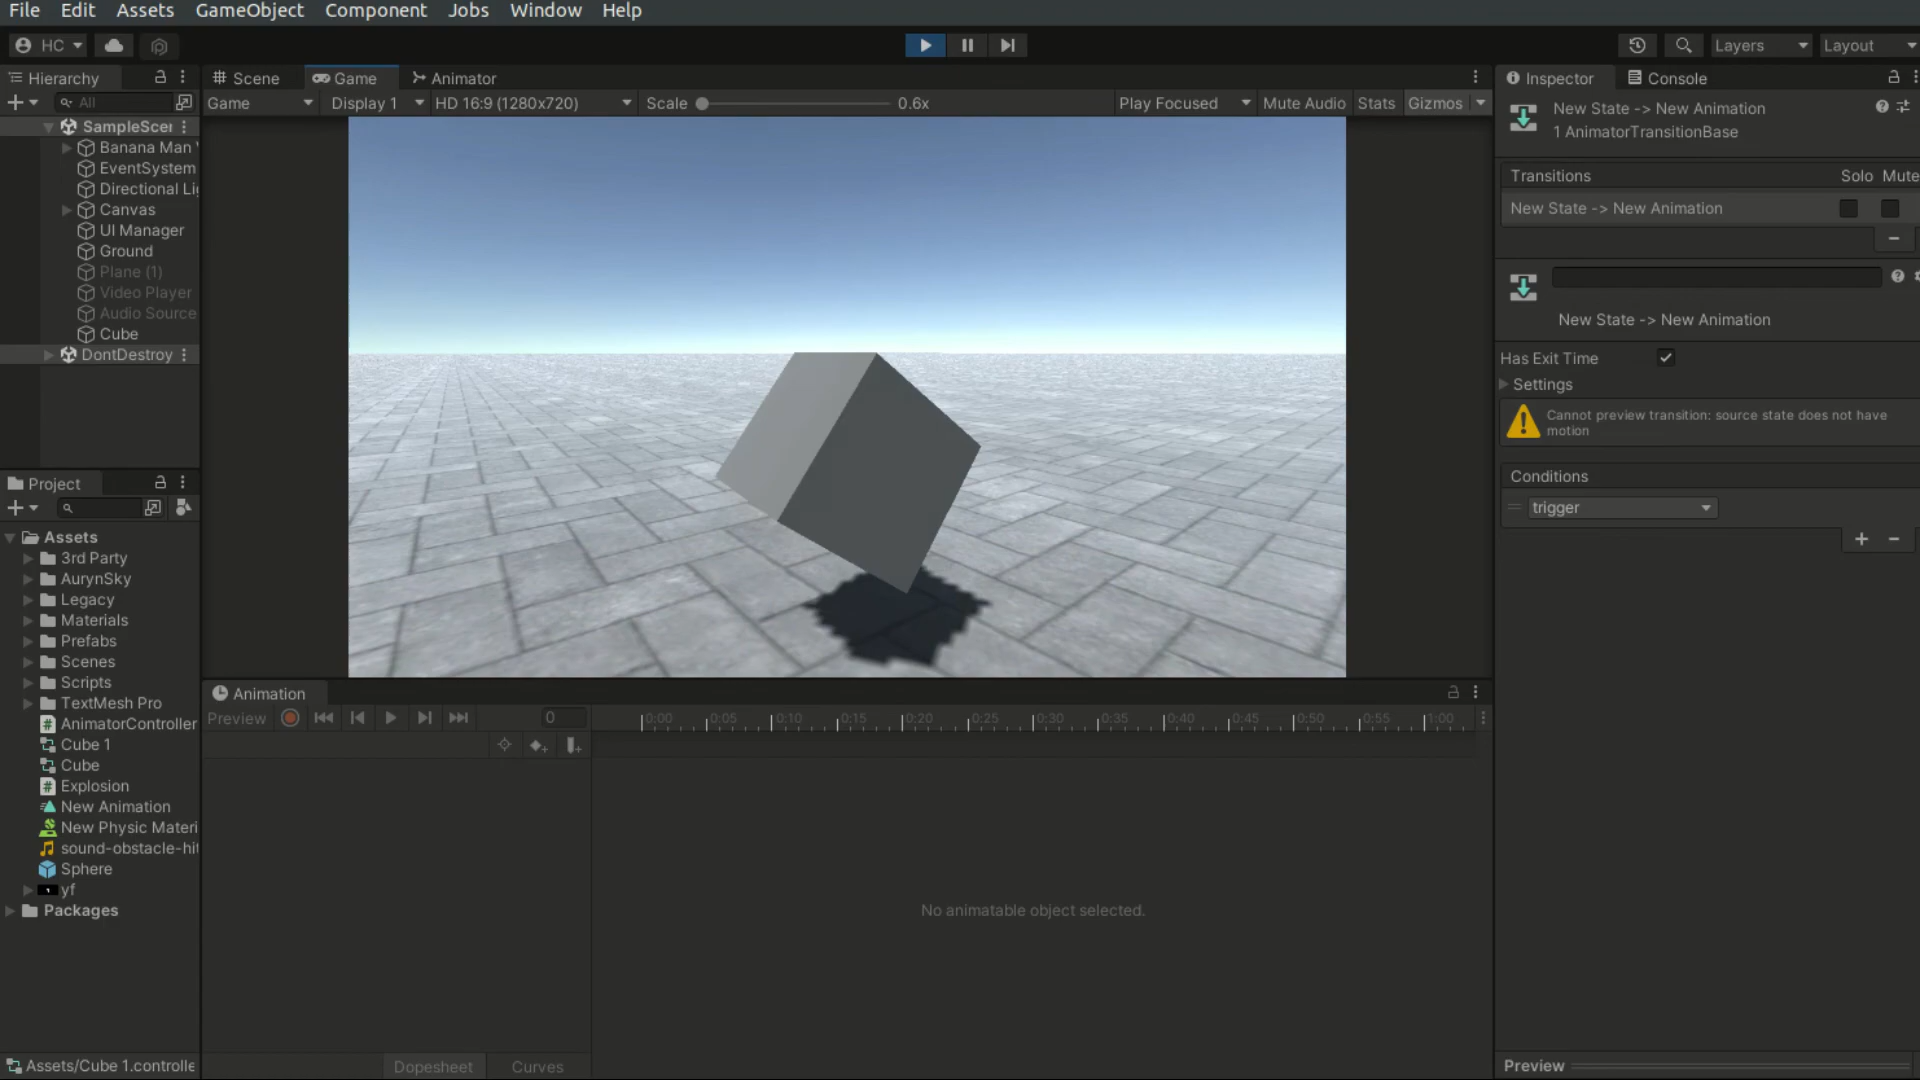 File Edit Assets GameObject Component Jobs Window Help
HC Layers Layout
Hierarchy Scene Game Animator Inspector Console
All Game Display 1 HD 16:9 (1280x720) Scale 0.6x Play Focused Mute Audio Stats Gizmos
SampleScer
Banana Man
EventSystem
Directional Li
Canvas
UI Manager
Ground
Plane (1)
Video Player
Audio Source
Cube
DontDestroy
New State -> New Animation
1 AnimatorTransitionBase
Transitions Solo Mute
New State -> New Animation
New State -> New Animation
Has Exit Time
Settings
Cannot preview transition: source state does not have
motion
Conditions
trigger
Project
Assets
3rd Party
AurynSky
Legacy
Materials
Prefabs
Scenes
Scripts
TextMesh Pro
AnimatorController
Cube 1
Cube
Explosion
New Animation
New Physic Materi
sound-obstacle-hit
Sphere
yf
Packages
Assets/Cube 1.controlle
Animation
Preview 0 0:00 0:05 0:10 0:15 0:20 0:25 0:30 0:35 0:40 0:45 0:50 0:55 1:00
No animatable object selected.
Dopesheet Curves
Preview